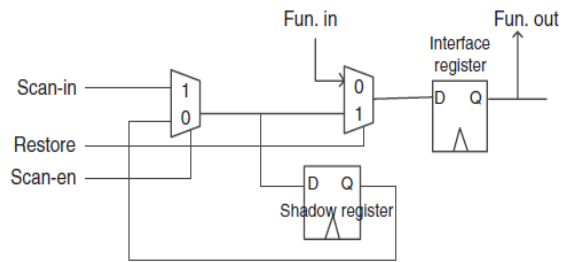 Fun. in
Fun. out
Interface
register
Scan-in
1
0
0
1
D Q
Restore
Scan-en
D Q
Shadow register